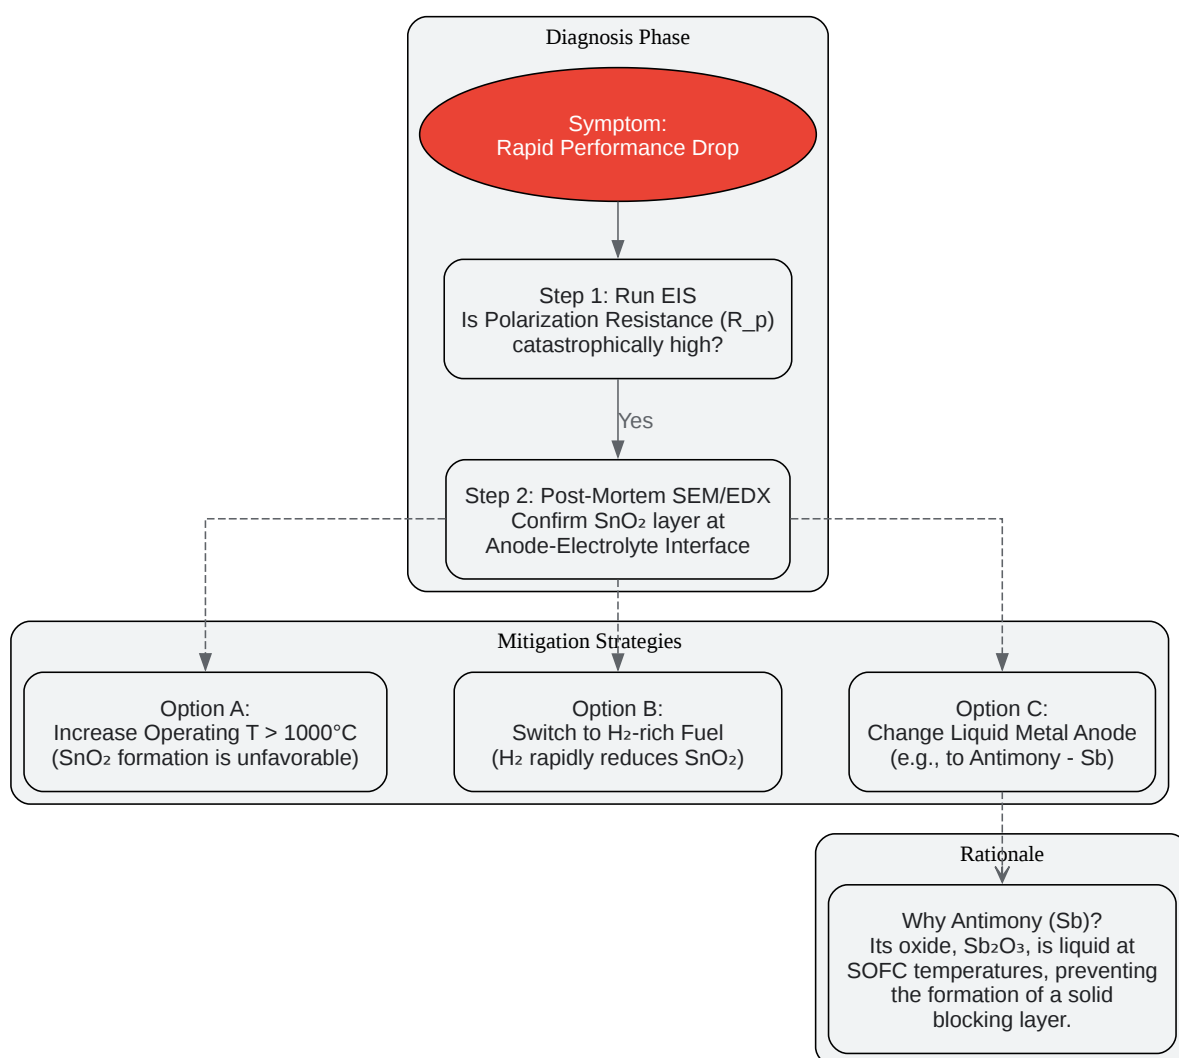 Diagnosis Phase
Symptom:
Rapid Performance Drop
Step 1: Run EIS
Is Polarization Resistance (R_p)
catastrophically high?
Yes
Step 2: Post-Mortem SEM/EDX
Confirm SnO₂ layer at
Anode-Electrolyte Interface
Mitigation Strategies
Option A:
Increase Operating T > 1000°C
(SnO₂ formation is unfavorable)
Option B:
Switch to H₂-rich Fuel
(H₂ rapidly reduces SnO₂)
Option C:
Change Liquid Metal Anode
(e.g., to Antimony - Sb)
Rationale
Why Antimony (Sb)?
Its oxide, Sb₂O₃, is liquid at
SOFC temperatures, preventing
the formation of a solid
blocking layer.